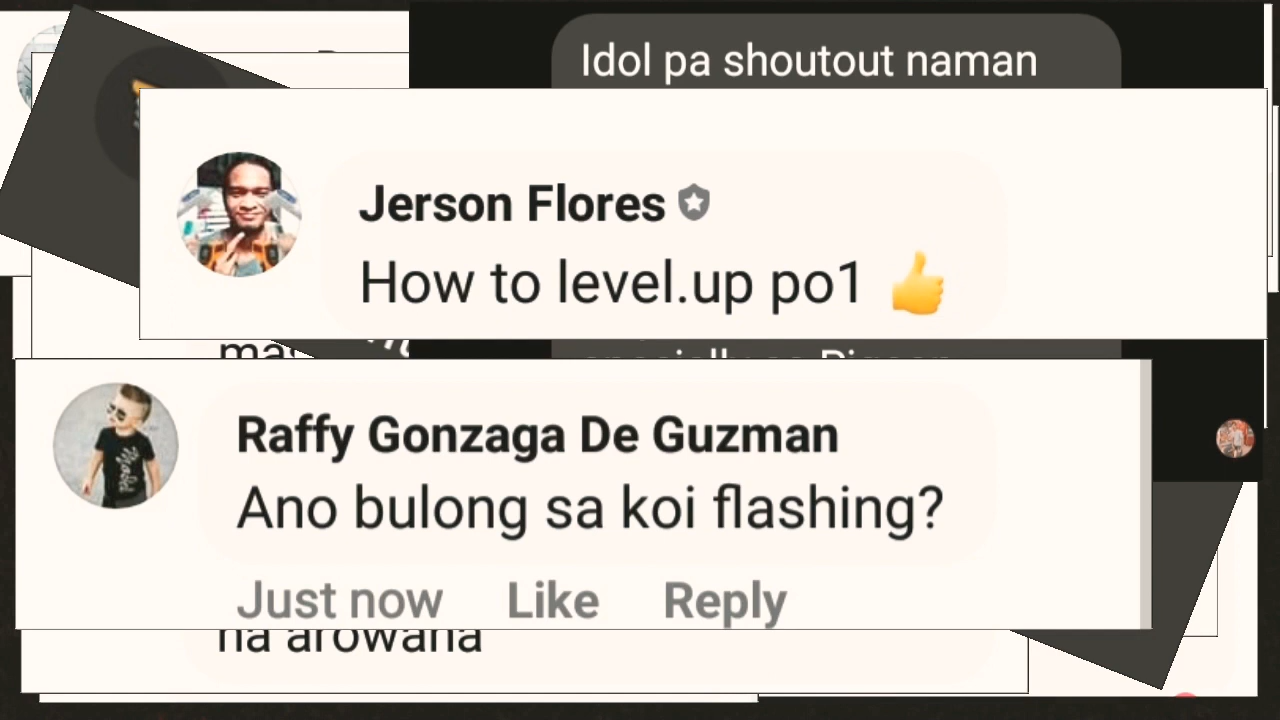 Idol pa shoutout naman
Jerson Flores
How to level.up po1 👍
Raffy Gonzaga De Guzman
Ano bulong sa koi flashing?
Just now Like Reply
na arowana